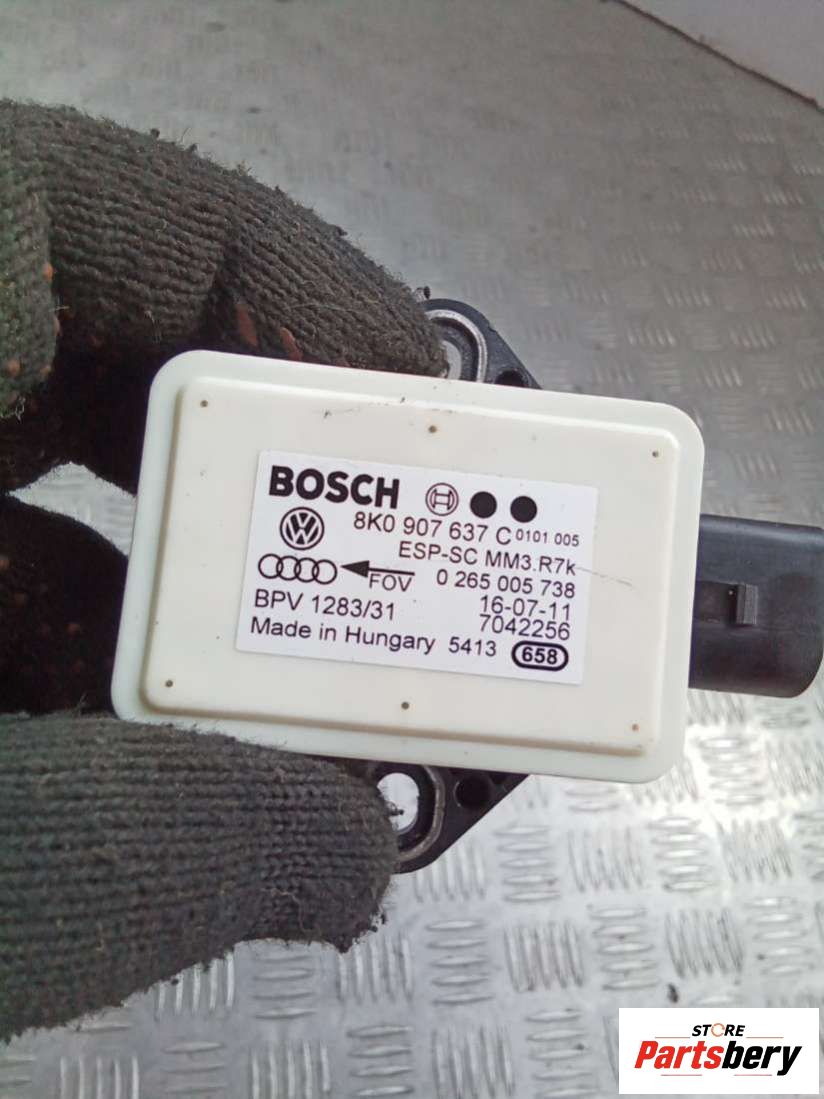 BOSCH
8K0 907 637 C 0101 005
ESP-SC MM3.R7k
FOV 0 265 005 738
BPV 1283/31 16-07-11
7042256
Made in Hungary 5413 658
STORE
Partsbery